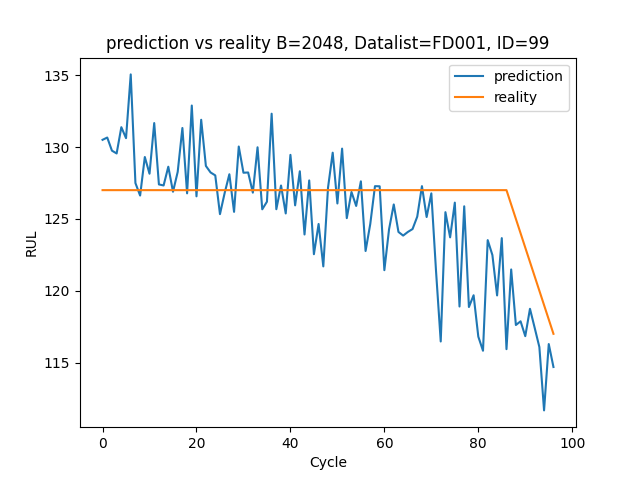 prediction vs reality B=2048, Datalist=FD001, ID=99
prediction
reality
135
130
125
120
115
RUL
0 20 40 60 80 100
Cycle